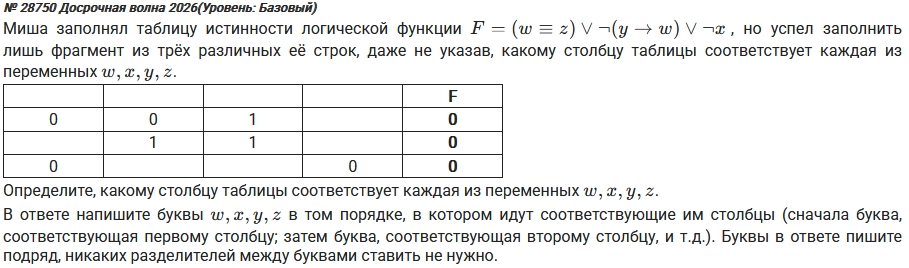 № 28750 Досрочная волна 2026(Уровень: Базовый)
Миша заполнял таблицу истинности логической функции F = (w ≡ z) ∨ ¬(y → w) ∨ ¬x , но успел заполнить
лишь фрагмент из трёх различных её строк, даже не указав, какому столбцу таблицы соответствует каждая из
переменных w, x, y, z.
F
0 0 1 0
1 1 0
0 0 0
Определите, какому столбцу таблицы соответствует каждая из переменных w, x, y, z.
В ответе напишите буквы w, x, y, z в том порядке, в котором идут соответствующие им столбцы (сначала буква,
соответствующая первому столбцу; затем буква, соответствующая второму столбцу, и т.д.). Буквы в ответе пишите
подряд, никаких разделителей между буквами ставить не нужно.